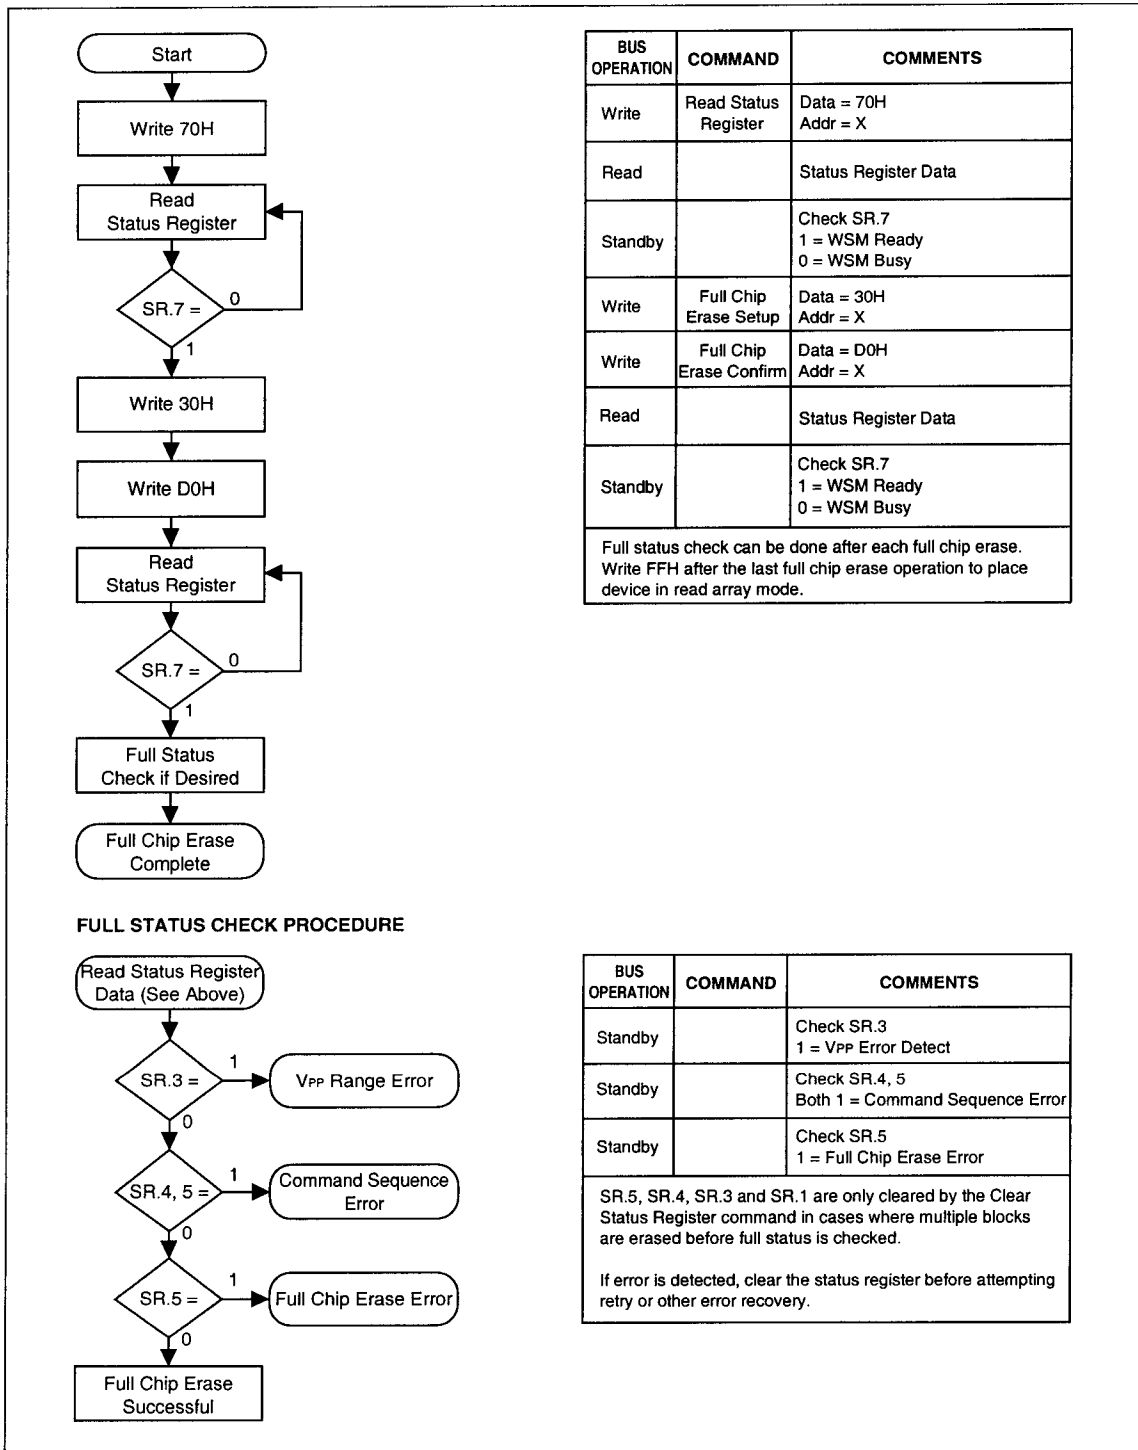 Start
Write 70H
Read
Status Register
SR.7 =
0
1
Write 30H
Write D0H
Read
Status Register
SR.7 =
0
1
Full Status
Check if Desired
Full Chip Erase
Complete
BUS
OPERATION
COMMAND
COMMENTS
Write
Read Status
Register
Data = 70H
Addr = X
Read
Status Register Data
Standby
Check SR.7
1 = WSM Ready
0 = WSM Busy
Write
Full Chip
Erase Setup
Data = 30H
Addr = X
Write
Full Chip
Erase Confirm
Data = D0H
Addr = X
Read
Status Register Data
Standby
Check SR.7
1 = WSM Ready
0 = WSM Busy
Full status check can be done after each full chip erase.
Write FFH after the last full chip erase operation to place
device in read array mode.
FULL STATUS CHECK PROCEDURE
Read Status Register
Data (See Above)
SR.3 =
1
VPP Range Error
0
SR.4, 5 =
1
Command Sequence
Error
0
SR.5 =
1
Full Chip Erase Error
0
Full Chip Erase
Successful
BUS
OPERATION
COMMAND
COMMENTS
Standby
Check SR.3
1 = VPP Error Detect
Standby
Check SR.4, 5
Both 1 = Command Sequence Error
Standby
Check SR.5
1 = Full Chip Erase Error
SR.5, SR.4, SR.3 and SR.1 are only cleared by the Clear
Status Register command in cases where multiple blocks
are erased before full status is checked.
If error is detected, clear the status register before attempting
retry or other error recovery.